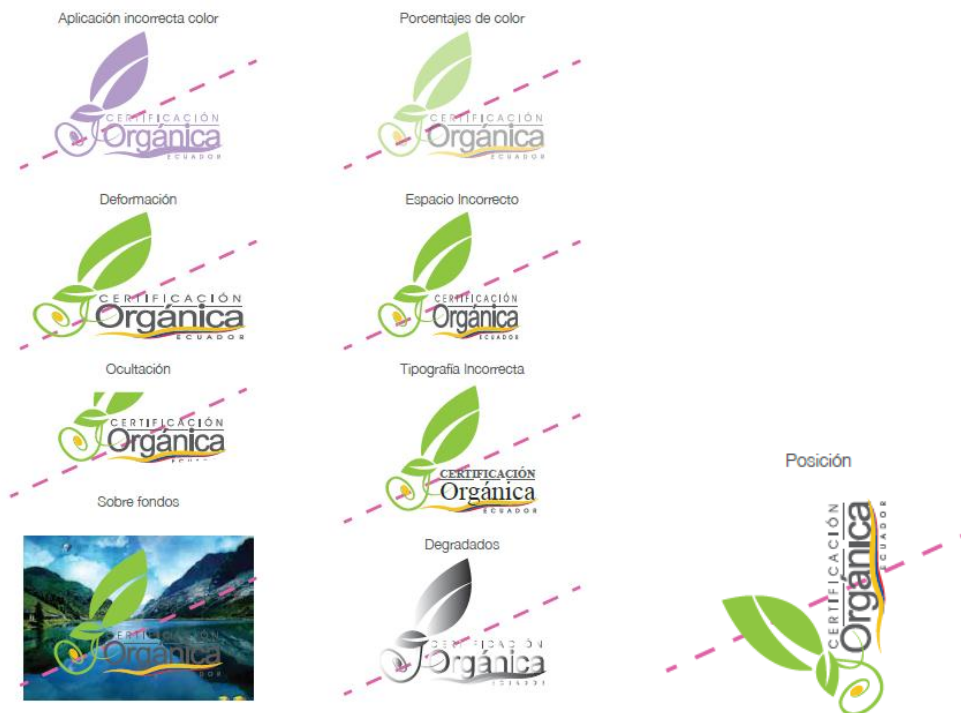 Aplicación incorrecta color
CERTIFICACIÓN
Orgánica
ECUADOR
Porcentajes de color
CERTIFICACIÓN
Orgánica
ECUADOR
Deformación
CERTIFICACIÓN
Orgánica
ECUADOR
Espacio Incorrecto
CERTIFICACIÓN
Orgánica
ECUADOR
Ocultación
CERTIFICACIÓN
Orgánica
Tipografía Incorrecta
CERTIFICACIÓN
Orgánica
ECUADOR
Sobre fondos
CERTIFICACIÓN
Orgánica
Degradados
CERTIFICACIÓN
Orgánica
ECUADOR
Posición
CERTIFICACIÓN
Orgánica
ECUADOR